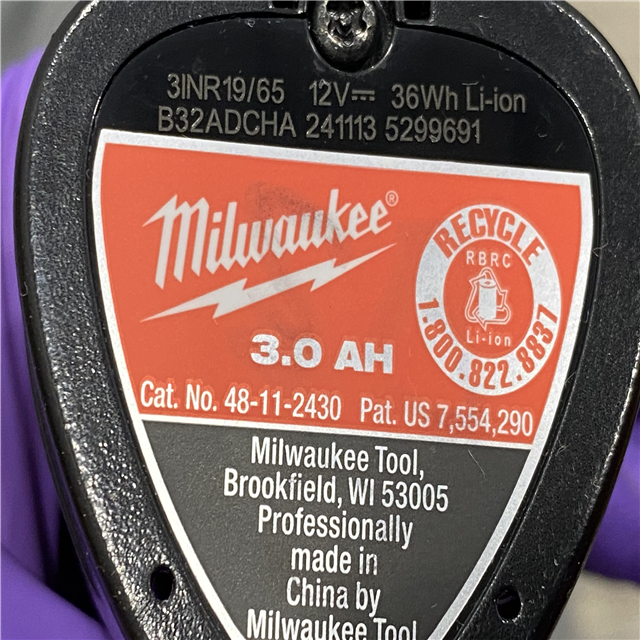 3INR19/65 12V⎓ 36Wh Li-ion
B32ADCHA 241113 5299691
Milwaukee®
RECYCLE
RBRC
Li-ion
1.800.822.8837
3.0 AH
Cat. No. 48-11-2430 Pat. US 7,554,290
Milwaukee Tool,
Brookfield, WI 53005
Professionally
made in
China by
Milwaukee Tool